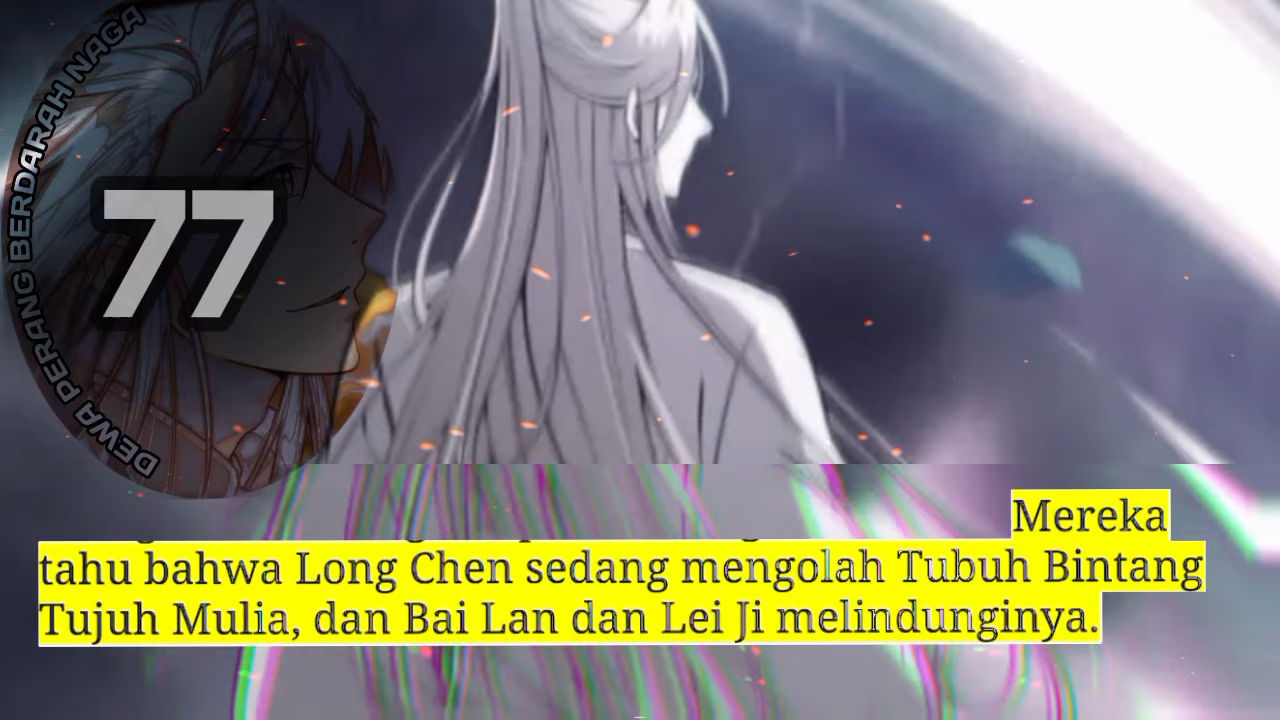 DEWA PERANG BERDARAH NAGA
77
Mereka
tahu bahwa Long Chen sedang mengolah Tubuh Bintang
Tujuh Mulia, dan Bai Lan dan Lei Ji melindunginya.